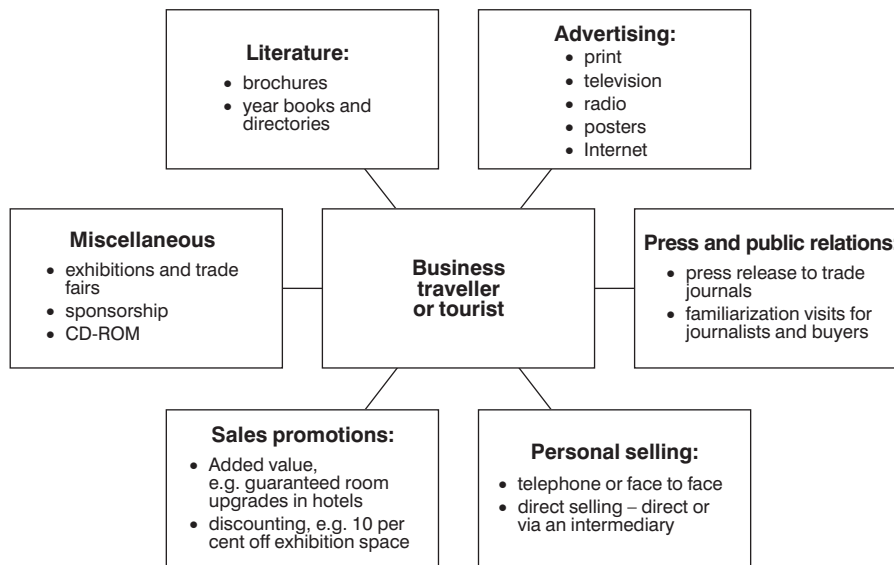 Literature:
• brochures
• year books and
directories
Advertising:
• print
• television
• radio
• posters
• Internet
Miscellaneous
• exhibitions and trade
fairs
• sponsorship
• CD-ROM
Business
traveller
or tourist
Press and public relations:
• press release to trade
journals
• familiarization visits for
journalists and buyers
Sales promotions:
• Added value,
e.g. guaranteed room
upgrades in hotels
• discounting, e.g. 10 per
cent off exhibition space
Personal selling:
• telephone or face to face
• direct selling – direct or
via an intermediary